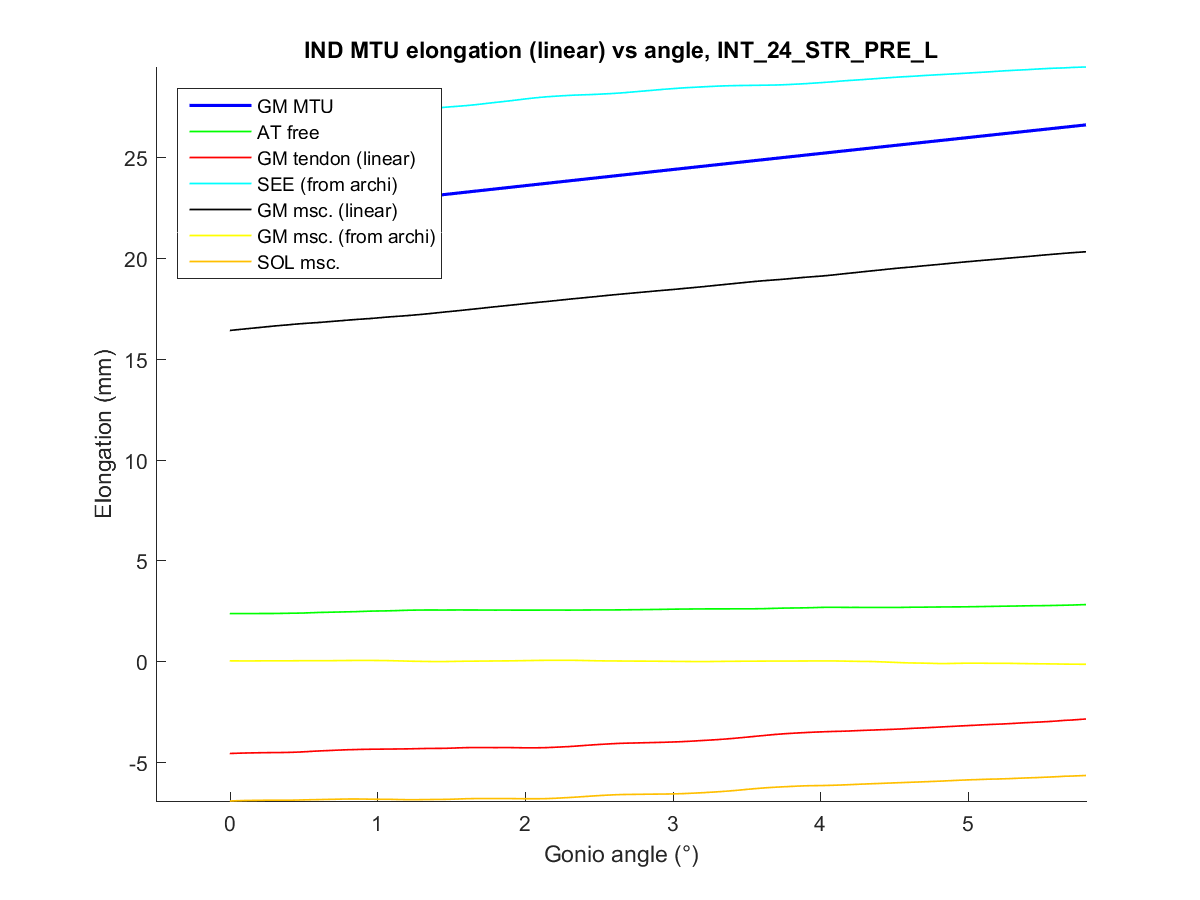 IND MTU elongation (linear) vs angle, INT_24_STR_PRE_L
GM MTU
AT free
GM tendon (linear)
SEE (from archi)
GM msc. (linear)
GM msc. (from archi)
SOL msc.
25
20
15
10
5
0
-5
Elongation (mm)
0 1 2 3 4 5
Gonio angle (°)